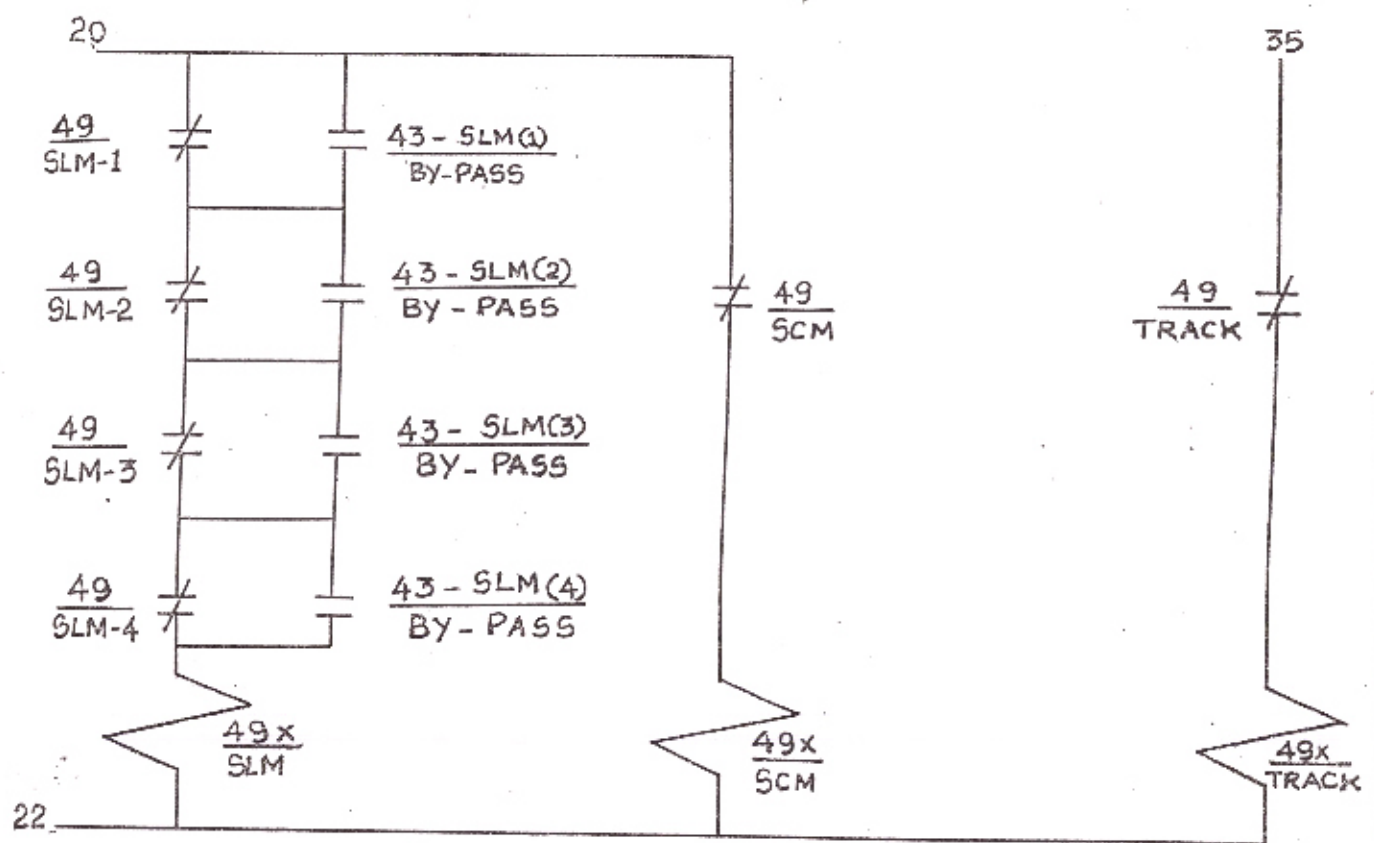 20
35
49
SLM-1
43 - SLM(1)
BY-PASS
49
SLM-2
43 - SLM(2)
BY - PASS
49
SCM
49
TRACK
49
SLM-3
43 - SLM(3)
BY - PASS
49
SLM-4
43 - SLM(4)
BY - PASS
49x
SLM
49x
SCM
49x
TRACK
22